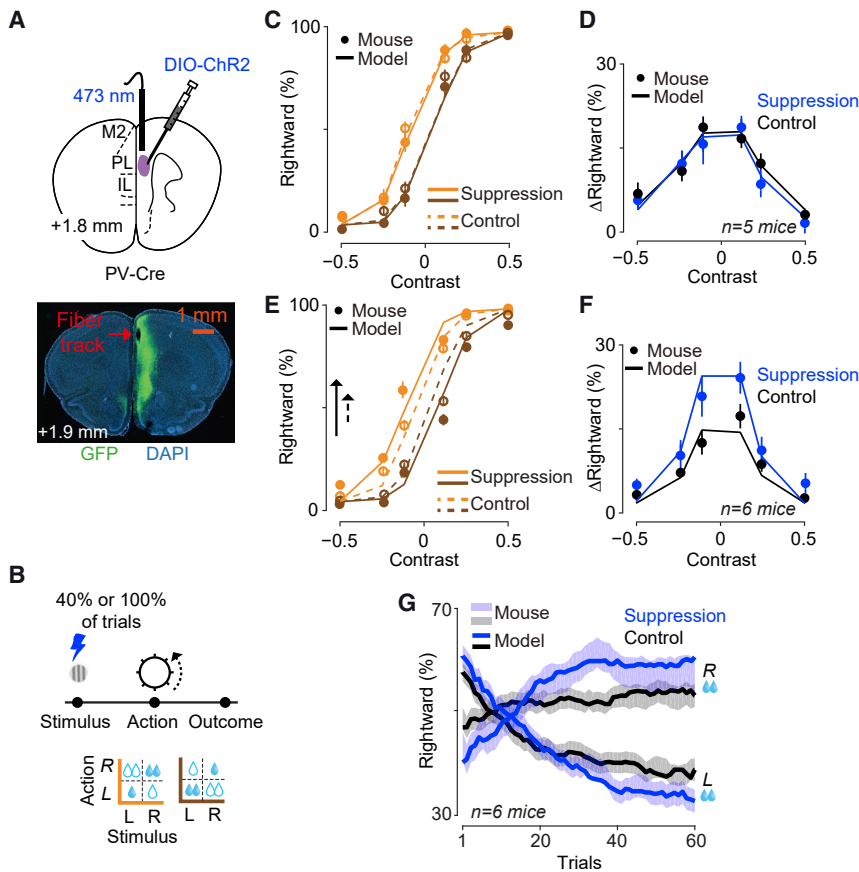 A
DIO-ChR2
473 nm
M2
PL
IL
+1.8 mm
PV-Cre
Fiber
track
1 mm
+1.9 mm
GFP DAPI
B
40% or 100%
of trials
Stimulus Action Outcome
Action
R
L
L R L R
Stimulus
C
100
Mouse
Model
Rightward (%)
Suppression
Control
0
−0.5 0 0.5
Contrast
D
30
Mouse
Model
Suppression
Control
ΔRightward (%)
n=5 mice
0
−0.5 0 0.5
Contrast
E
100
Mouse
Model
Rightward (%)
Suppression
Control
0
−0.5 0 0.5
Contrast
F
30
Mouse
Model
Suppression
Control
ΔRightward (%)
n=6 mice
0
−0.5 0 0.5
Contrast
G
70
Mouse
Model
Suppression
Control
Rightward (%)
R
L
30
n=6 mice
1 20 40 60
Trials